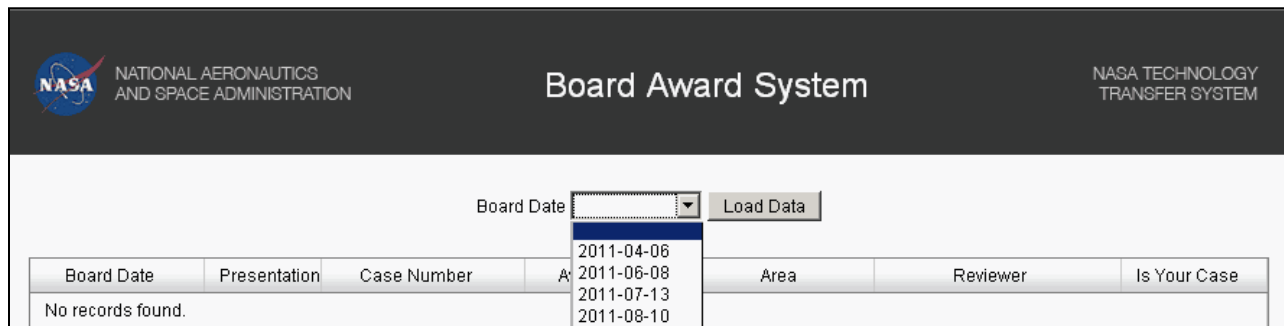 NASA
NATIONAL AERONAUTICS
AND SPACE ADMINISTRATION
Board Award System
NASA TECHNOLOGY
TRANSFER SYSTEM
Board Date Load Data
2011-04-06
2011-06-08
2011-07-13
2011-08-10
Board Date Presentation Case Number Area Reviewer Is Your Case
No records found.